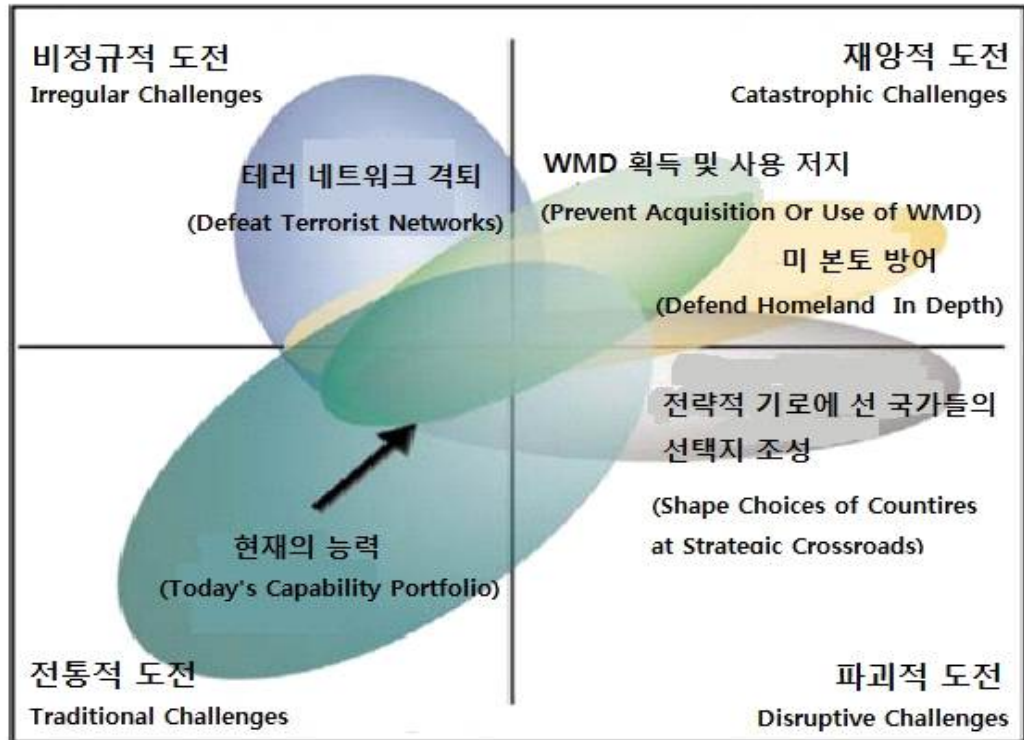 비정규적 도전
Irregular Challenges
재앙적 도전
Catastrophic Challenges
테러 네트워크 격퇴
(Defeat Terrorist Networks)
WMD 획득 및 사용 저지
(Prevent Acquisition Or Use of WMD)
미 본토 방어
(Defend Homeland In Depth)
전략적 기로에 선 국가들의
선택지 조성
(Shape Choices of Countires
at Strategic Crossroads)
현재의 능력
(Today's Capability Portfolio)
전통적 도전
Traditional Challenges
파괴적 도전
Disruptive Challenges